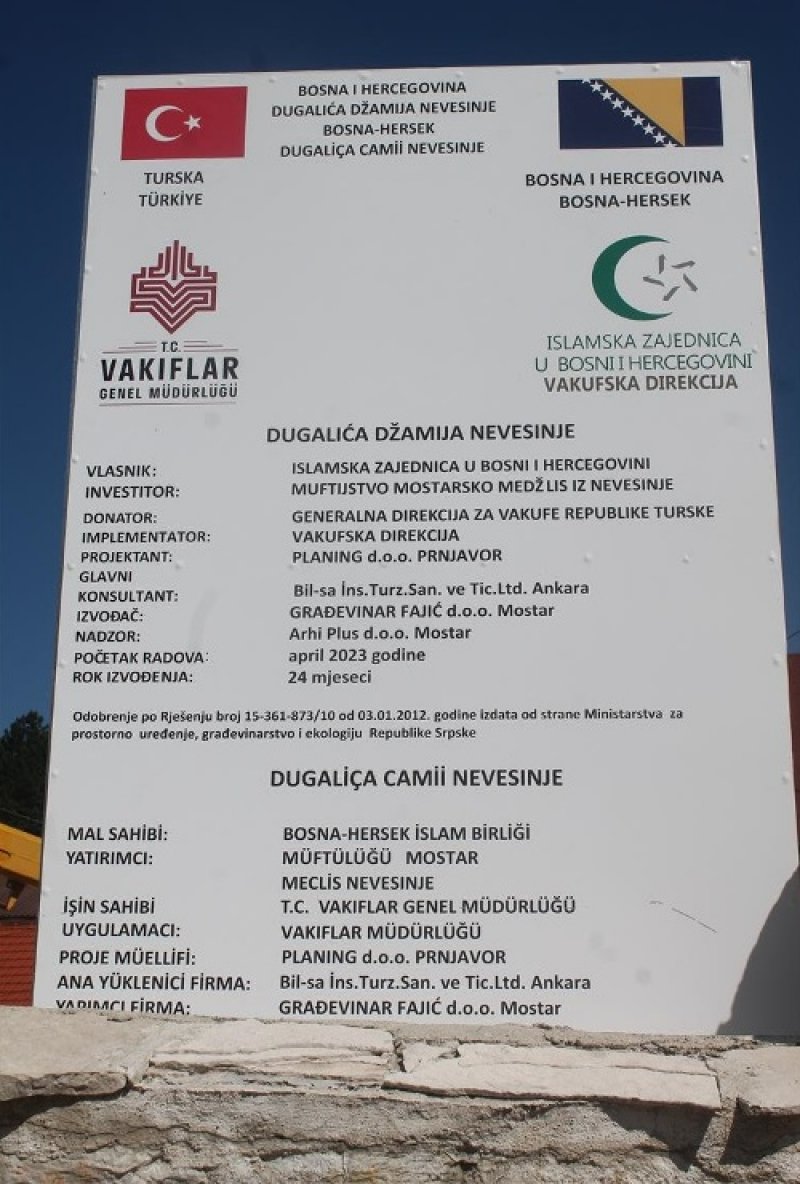 BOSNA I HERCEGOVINA
DUGALIĆA DŽAMIJA NEVESINJE
BOSNA-HERSEK
DUGALİÇA CAMİİ NEVESINJE
TURSKA
TÜRKİYE
BOSNA I HERCEGOVINA
BOSNA-HERSEK
T.C.
VAKIFLAR
GENEL MÜDÜRLÜĞÜ
ISLAMSKA ZAJEDNICA
U BOSNI I HERCEGOVINI
VAKUFSKA DIREKCIJA
DUGALIĆA DŽAMIJA NEVESINJE
VLASNIK: ISLAMSKA ZAJEDNICA U BOSNI I HERCEGOVINI
INVESTITOR: MUFTIJSTVO MOSTARSKO MEDŽLIS IZ NEVESINJE
DONATOR: GENERALNA DIREKCIJA ZA VAKUFE REPUBLIKE TURSKE
IMPLEMENTATOR: VAKUFSKA DIREKCIJA
PROJEKTANT: PLANING d.o.o. PRNJAVOR
GLAVNI
KONSULTANT: Bil-sa İns.Turz.San. ve Tic.Ltd. Ankara
IZVOĐAČ: GRAĐEVINAR FAJIĆ d.o.o. Mostar
NADZOR: Arhi Plus d.o.o. Mostar
POČETAK RADOVA: april 2023 godine
ROK IZVOĐENJA: 24 mjeseci
Odobrenje po Rješenju broj 15-361-873/10 od 03.01.2012. godine izdata od strane Ministarstva za
prostorno uređenje, građevinarstvo i ekologiju Republike Srpske
DUGALİÇA CAMİİ NEVESINJE
MAL SAHİBİ: BOSNA-HERSEK İSLAM BİRLİĞİ
YATIRIMCI: MÜFTÜLÜĞÜ MOSTAR
MECLİS NEVESINJE
İŞİN SAHİBİ T.C. VAKIFLAR GENEL MÜDÜRLÜĞÜ
UYGULAMACI: VAKIFLAR MÜDÜRLÜĞÜ
PROJE MÜELLİFİ: PLANING d.o.o. PRNJAVOR
ANA YÜKLENİCİ FİRMA: Bil-sa İns.Turz.San. ve Tic.Ltd. Ankara
YAPIMCI FİRMA: GRAĐEVINAR FAJIĆ d.o.o. Mostar